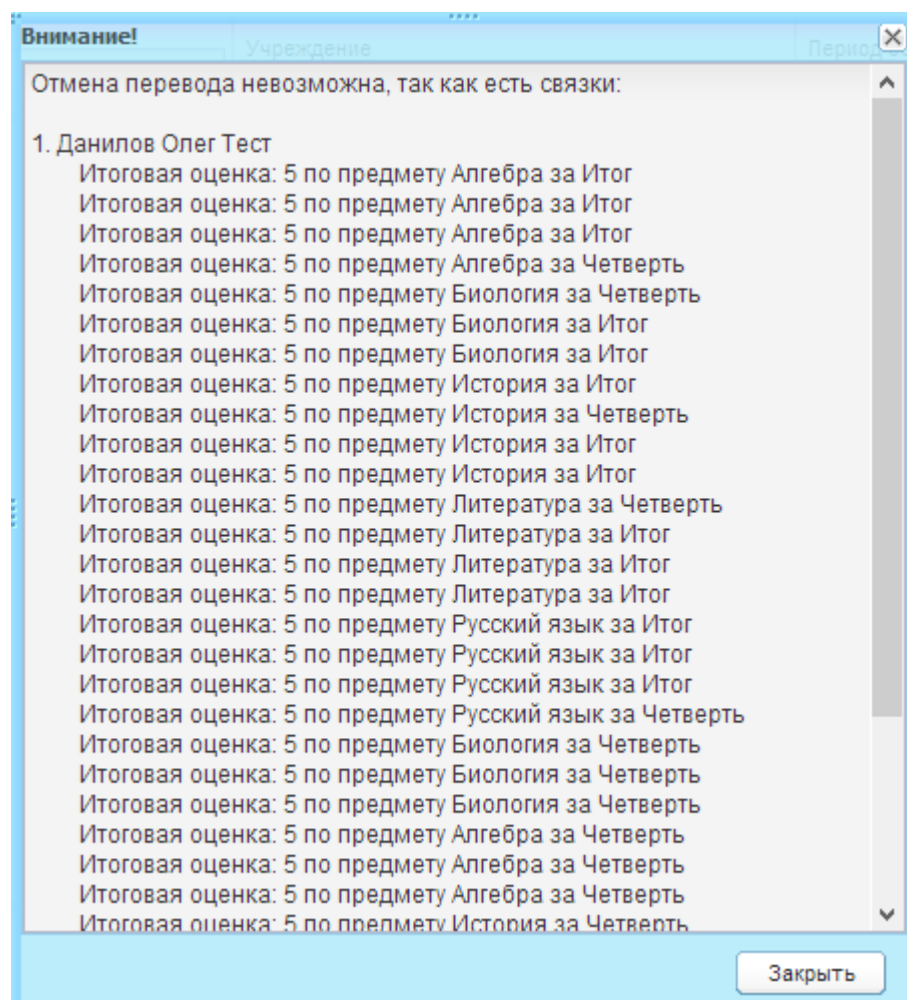 Внимание!
Учреждение
Период
Отмена перевода невозможна, так как есть связки:
1. Данилов Олег Тест
Итоговая оценка: 5 по предмету Алгебра за Итог
Итоговая оценка: 5 по предмету Алгебра за Итог
Итоговая оценка: 5 по предмету Алгебра за Итог
Итоговая оценка: 5 по предмету Алгебра за Четверть
Итоговая оценка: 5 по предмету Биология за Четверть
Итоговая оценка: 5 по предмету Биология за Итог
Итоговая оценка: 5 по предмету Биология за Итог
Итоговая оценка: 5 по предмету История за Итог
Итоговая оценка: 5 по предмету История за Четверть
Итоговая оценка: 5 по предмету История за Итог
Итоговая оценка: 5 по предмету История за Итог
Итоговая оценка: 5 по предмету Литература за Четверть
Итоговая оценка: 5 по предмету Литература за Итог
Итоговая оценка: 5 по предмету Литература за Итог
Итоговая оценка: 5 по предмету Литература за Итог
Итоговая оценка: 5 по предмету Русский язык за Итог
Итоговая оценка: 5 по предмету Русский язык за Итог
Итоговая оценка: 5 по предмету Русский язык за Итог
Итоговая оценка: 5 по предмету Русский язык за Четверть
Итоговая оценка: 5 по предмету Биология за Четверть
Итоговая оценка: 5 по предмету Биология за Четверть
Итоговая оценка: 5 по предмету Биология за Четверть
Итоговая оценка: 5 по предмету Алгебра за Четверть
Итоговая оценка: 5 по предмету Алгебра за Четверть
Итоговая оценка: 5 по предмету Алгебра за Четверть
Итоговая оценка: 5 по предмету История за Четверть
Закрыть